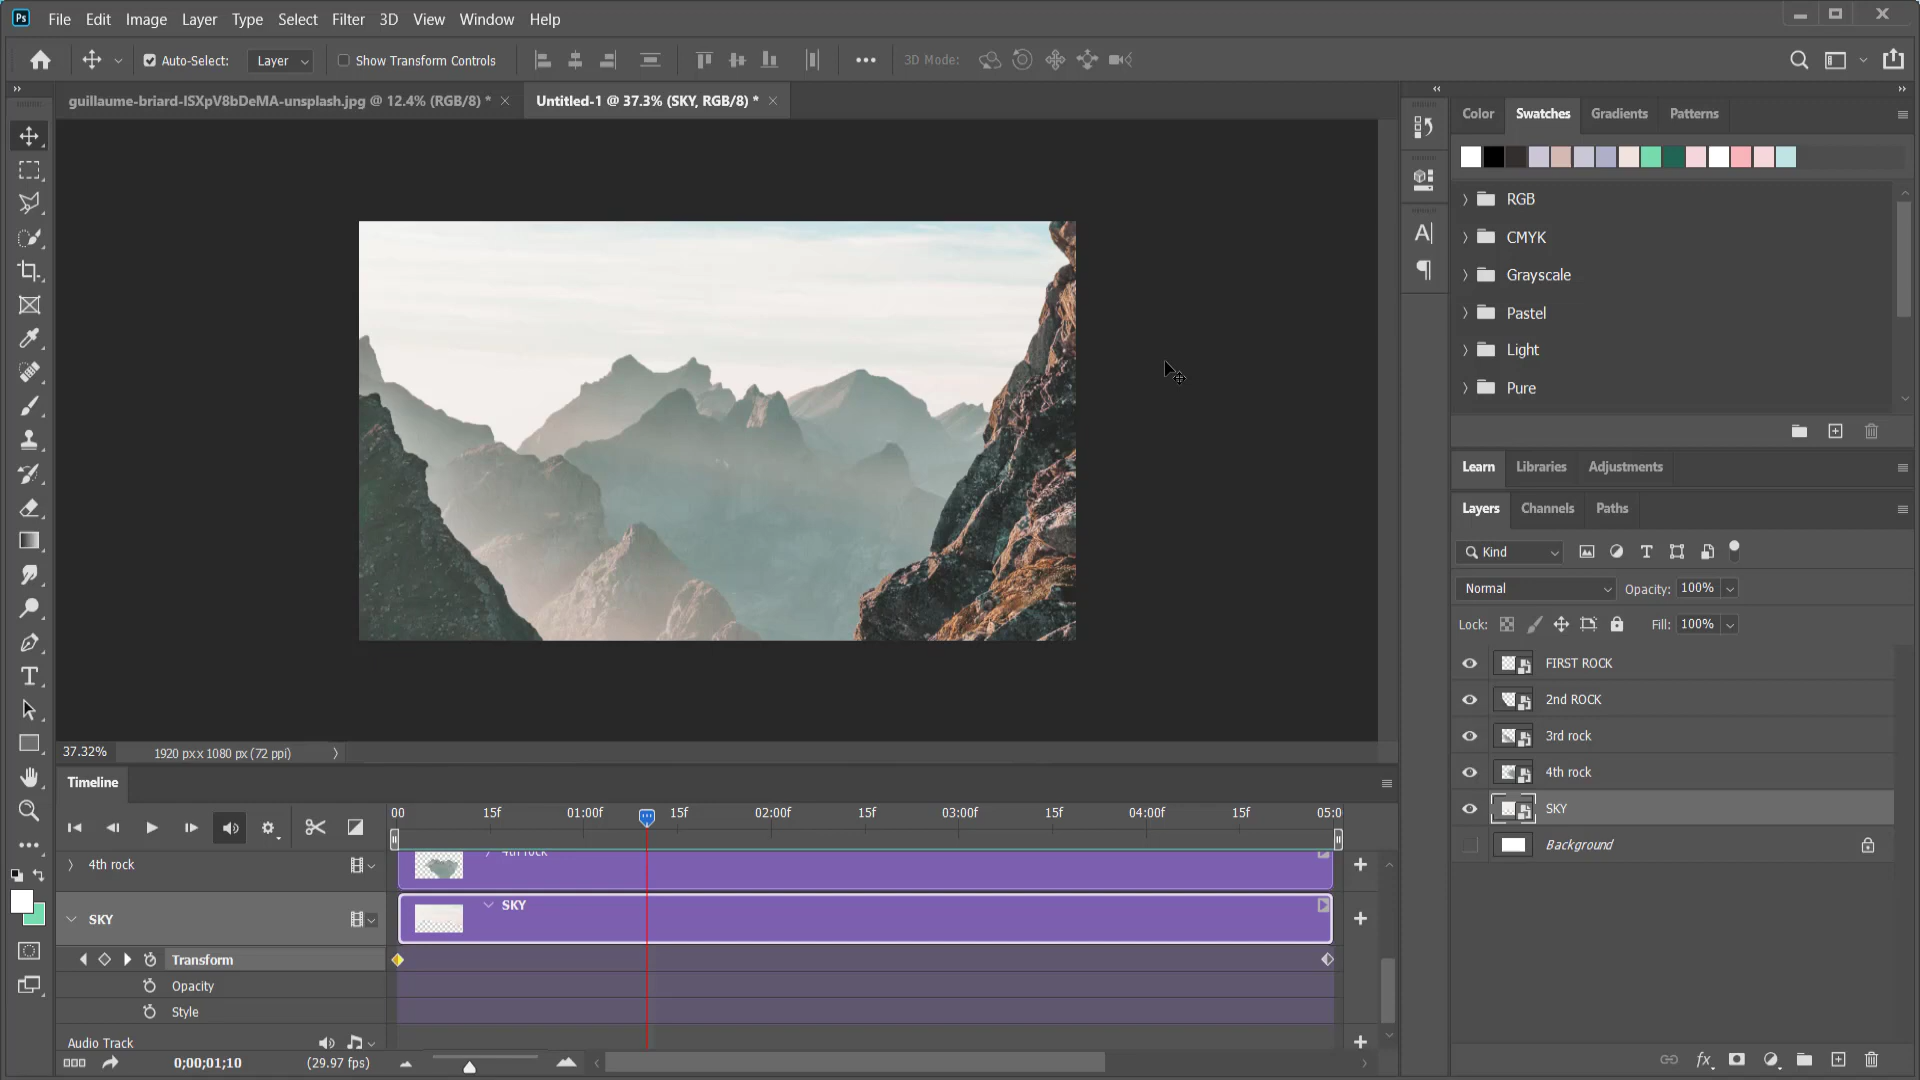 Ps File Edit Image Layer Type Select Filter 3D View Window Help
Auto-Select: Layer Show Transform Controls 3D Mode:
guillaume-briard-ISXpV8bDeMA-unsplash.jpg @ 12.4% (RGB/8) *
Untitled-1 @ 37.3% (SKY, RGB/8) *
Color Swatches Gradients Patterns
RGB
CMYK
Grayscale
Pastel
Light
Pure
Learn Libraries Adjustments
Layers Channels Paths
Kind
Normal Opacity: 100%
Lock: Fill: 100%
FIRST ROCK
2nd ROCK
3rd rock
4th rock
SKY
Background
37.32% 1920 px x 1080 px (72 ppi)
Timeline
00 15f 01:00f 15f 02:00f 15f 03:00f 15f 04:00f 15f 05:0
4th rock 4th rock
SKY SKY
Transform
Opacity
Style
Audio Track
0;00;01;10 (29.97 fps)